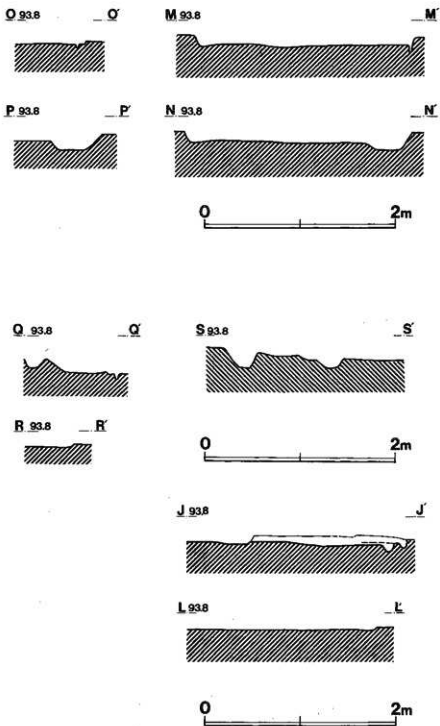 O 93.8 O´ M 93.8 M´
P 93.8 P´ N 93.8 N´
0 2m
Q 93.8 Q´ S 93.8 S´
R 93.8 R´
0 2m
J 93.8 J´
L 93.8 L´
0 2m